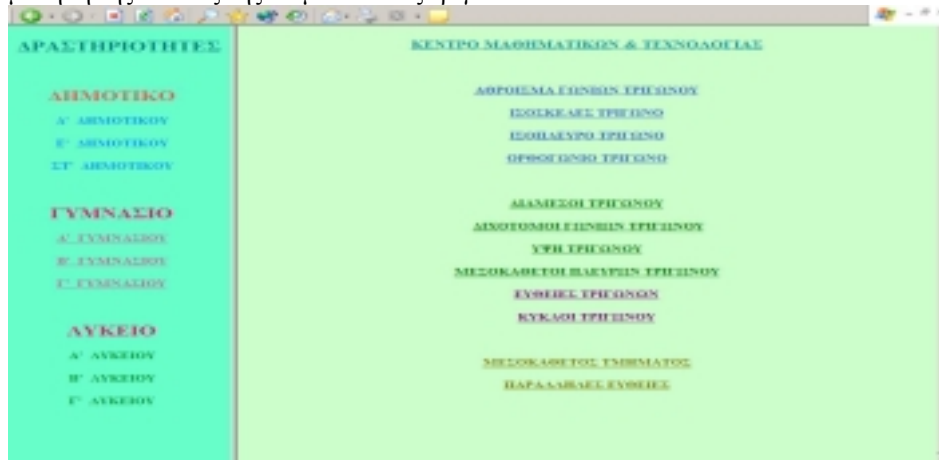 ΔΡΑΣΤΗΡΙΟΤΗΤΕΣ
ΔΗΜΟΤΙΚΟ
Δ' ΔΗΜΟΤΙΚΟΥ
Ε' ΔΗΜΟΤΙΚΟΥ
ΣΤ' ΔΗΜΟΤΙΚΟΥ
ΓΥΜΝΑΣΙΟ
Α' ΓΥΜΝΑΣΙΟΥ
Β' ΓΥΜΝΑΣΙΟΥ
Γ' ΓΥΜΝΑΣΙΟΥ
ΛΥΚΕΙΟ
Α' ΛΥΚΕΙΟΥ
Β' ΛΥΚΕΙΟΥ
Γ' ΛΥΚΕΙΟΥ
ΚΕΝΤΡΟ ΜΑΘΗΜΑΤΙΚΩΝ & ΤΕΧΝΟΛΟΓΙΑΣ
ΑΘΡΟΙΣΜΑ ΓΩΝΙΩΝ ΤΡΙΓΩΝΟΥ
ΙΣΟΣΚΕΛΕΣ ΤΡΙΓΩΝΟ
ΙΣΟΠΛΕΥΡΟ ΤΡΙΓΩΝΟ
ΟΡΘΟΓΩΝΙΟ ΤΡΙΓΩΝΟ
ΔΙΑΜΕΣΟΙ ΤΡΙΓΩΝΟΥ
ΔΙΧΟΤΟΜΟΙ ΓΩΝΙΩΝ ΤΡΙΓΩΝΟΥ
ΥΨΗ ΤΡΙΓΩΝΟΥ
ΜΕΣΟΚΑΘΕΤΟΙ ΠΛΕΥΡΩΝ ΤΡΙΓΩΝΟΥ
ΕΥΘΕΙΕΣ ΤΡΙΓΩΝΩΝ
ΚΥΚΛΟΙ ΤΡΙΓΩΝΟΥ
ΜΕΣΟΚΑΘΕΤΟΣ ΤΜΗΜΑΤΟΣ
ΠΑΡΑΛΛΗΛΕΣ ΕΥΘΕΙΕΣ